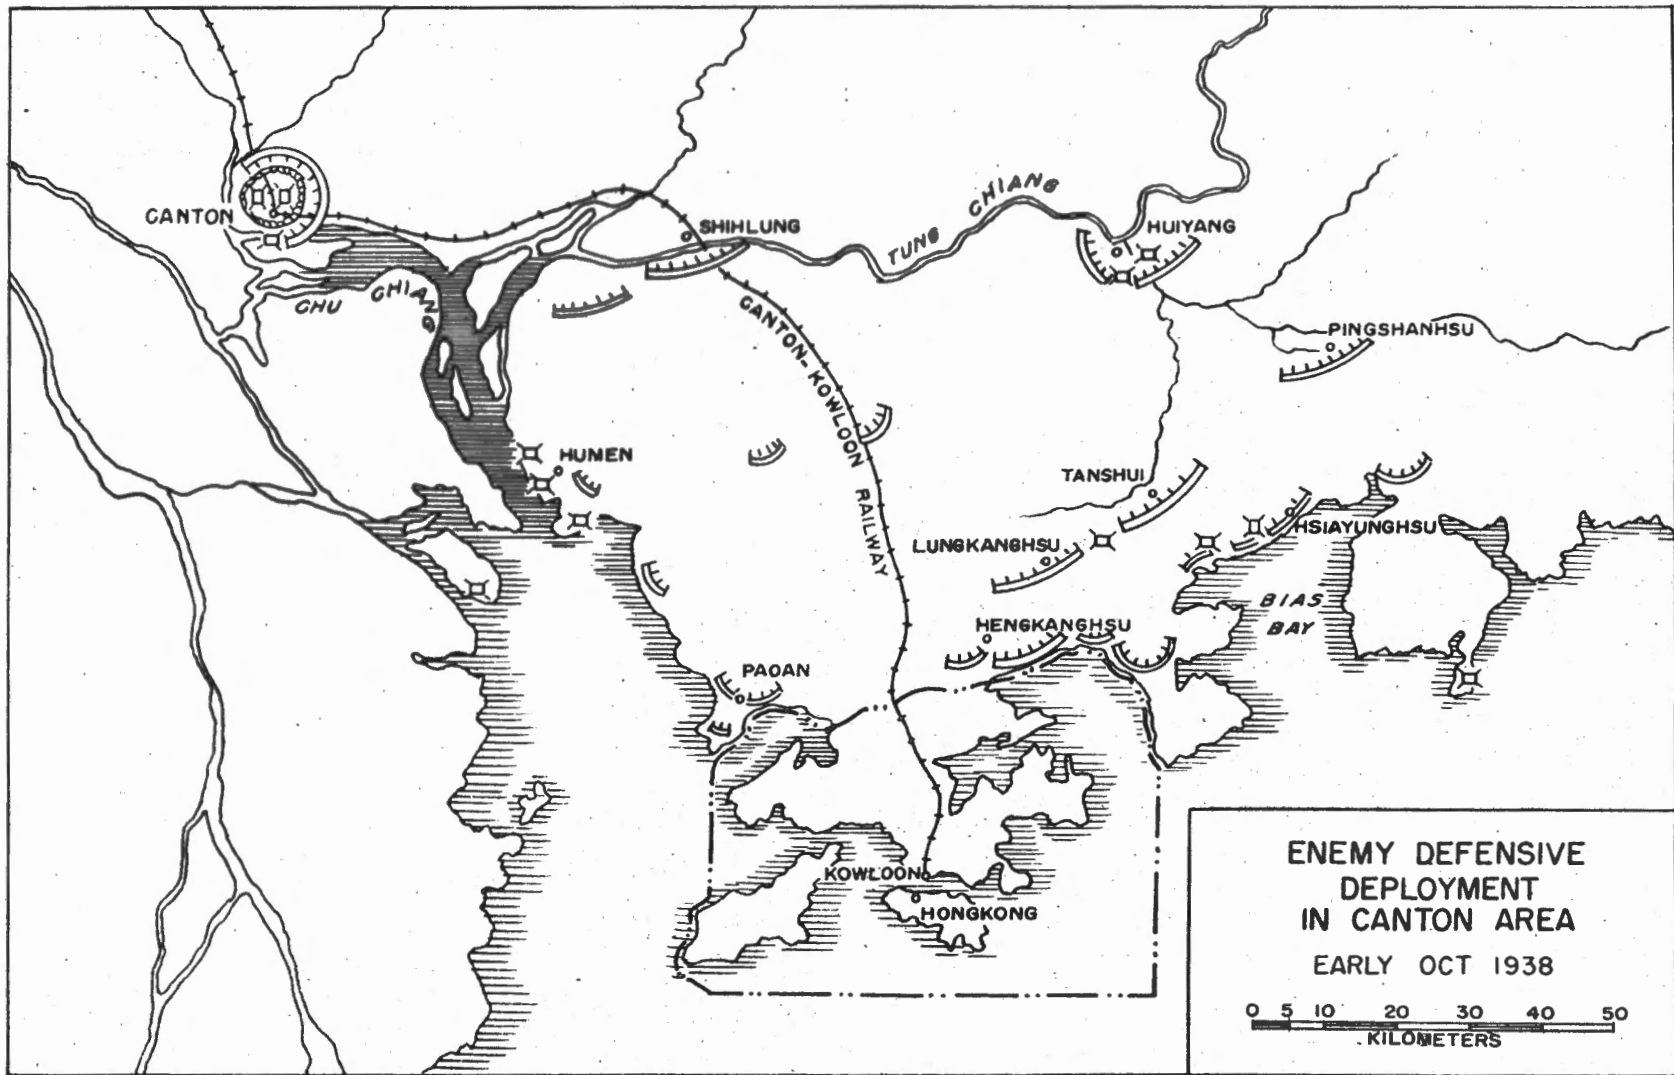 CANTON
SHIHLUNG
TUNG CHIANG
HUIYANG
CHU CHIANG
CANTON-KOWLOON RAILWAY
PINGSHANHSU
HUMEN
TANSHUI
HSIAYUNGHSU
LUNGKANGHSU
BIAS
BAY
HENGKANGHSU
PAOAN
KOWLOON
HONGKONG
ENEMY DEFENSIVE
DEPLOYMENT
IN CANTON AREA
EARLY OCT 1938
0 5 10 20 30 40 50
KILOMETERS